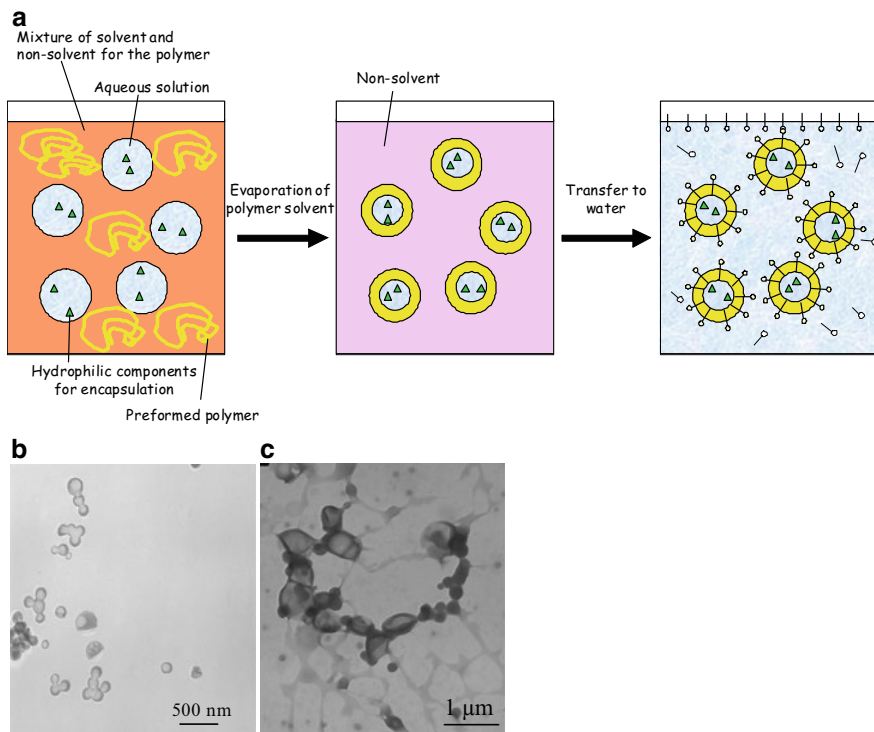 a
Mixture of solvent and
non-solvent for the polymer
Aqueous solution
Non-solvent
Evaporation of
polymer solvent
Transfer to
water
Hydrophilic components
for encapsulation
Preformed polymer
b
c
500 nm
1 μm